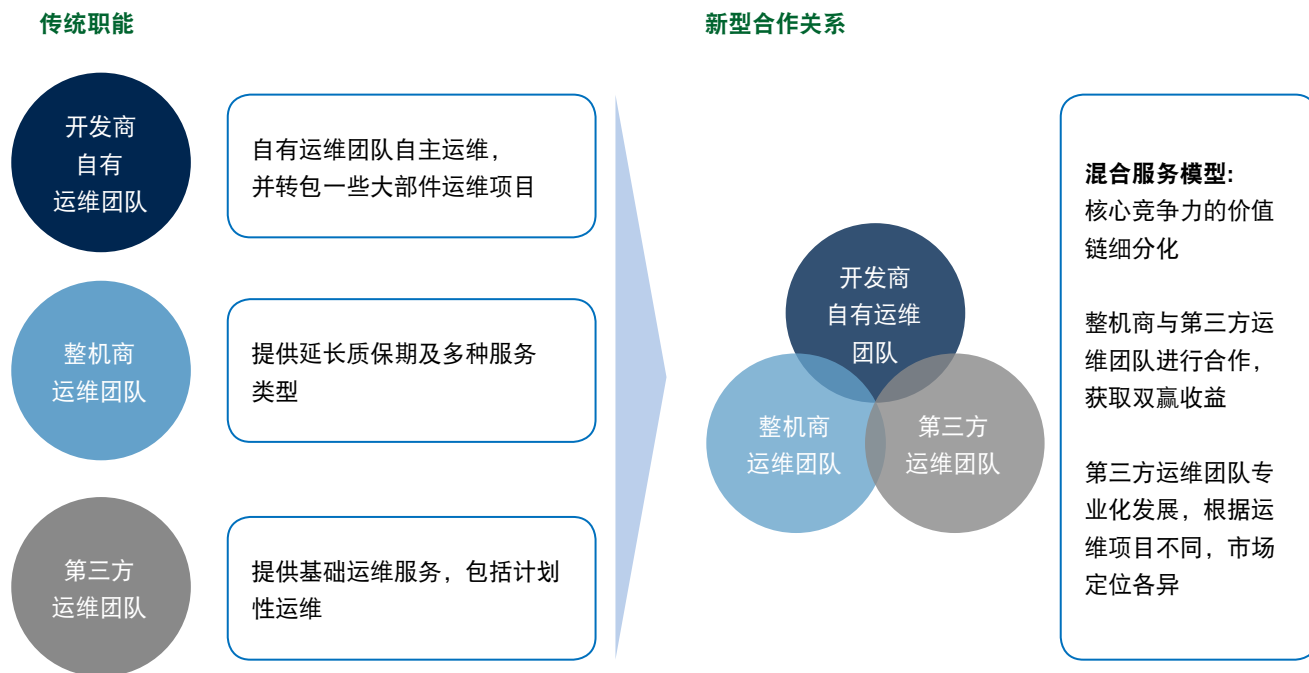 传统职能
开发商
自有
运维团队
自有运维团队自主运维，
并转包一些大部件运维项目
整机商
运维团队
提供延长质保期及多种服务
类型
第三方
运维团队
提供基础运维服务，包括计划
性运维
新型合作关系
开发商
自有运维
团队
整机商
运维团队
第三方
运维团队
混合服务模型:
核心竞争力的价值
链细分化
整机商与第三方运
维团队进行合作，
获取双赢收益
第三方运维团队专
业化发展，根据运
维项目不同，市场
定位各异